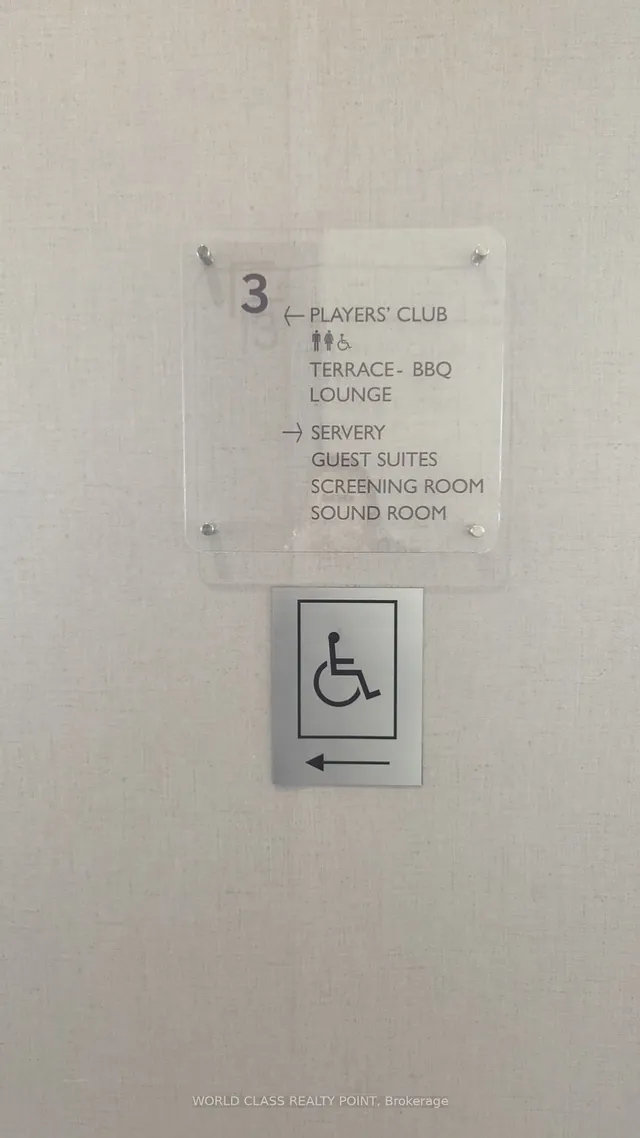 3
← PLAYERS' CLUB
TERRACE- BBQ
LOUNGE
→ SERVERY
GUEST SUITES
SCREENING ROOM
SOUND ROOM
WORLD CLASS REALTY POINT, Brokerage